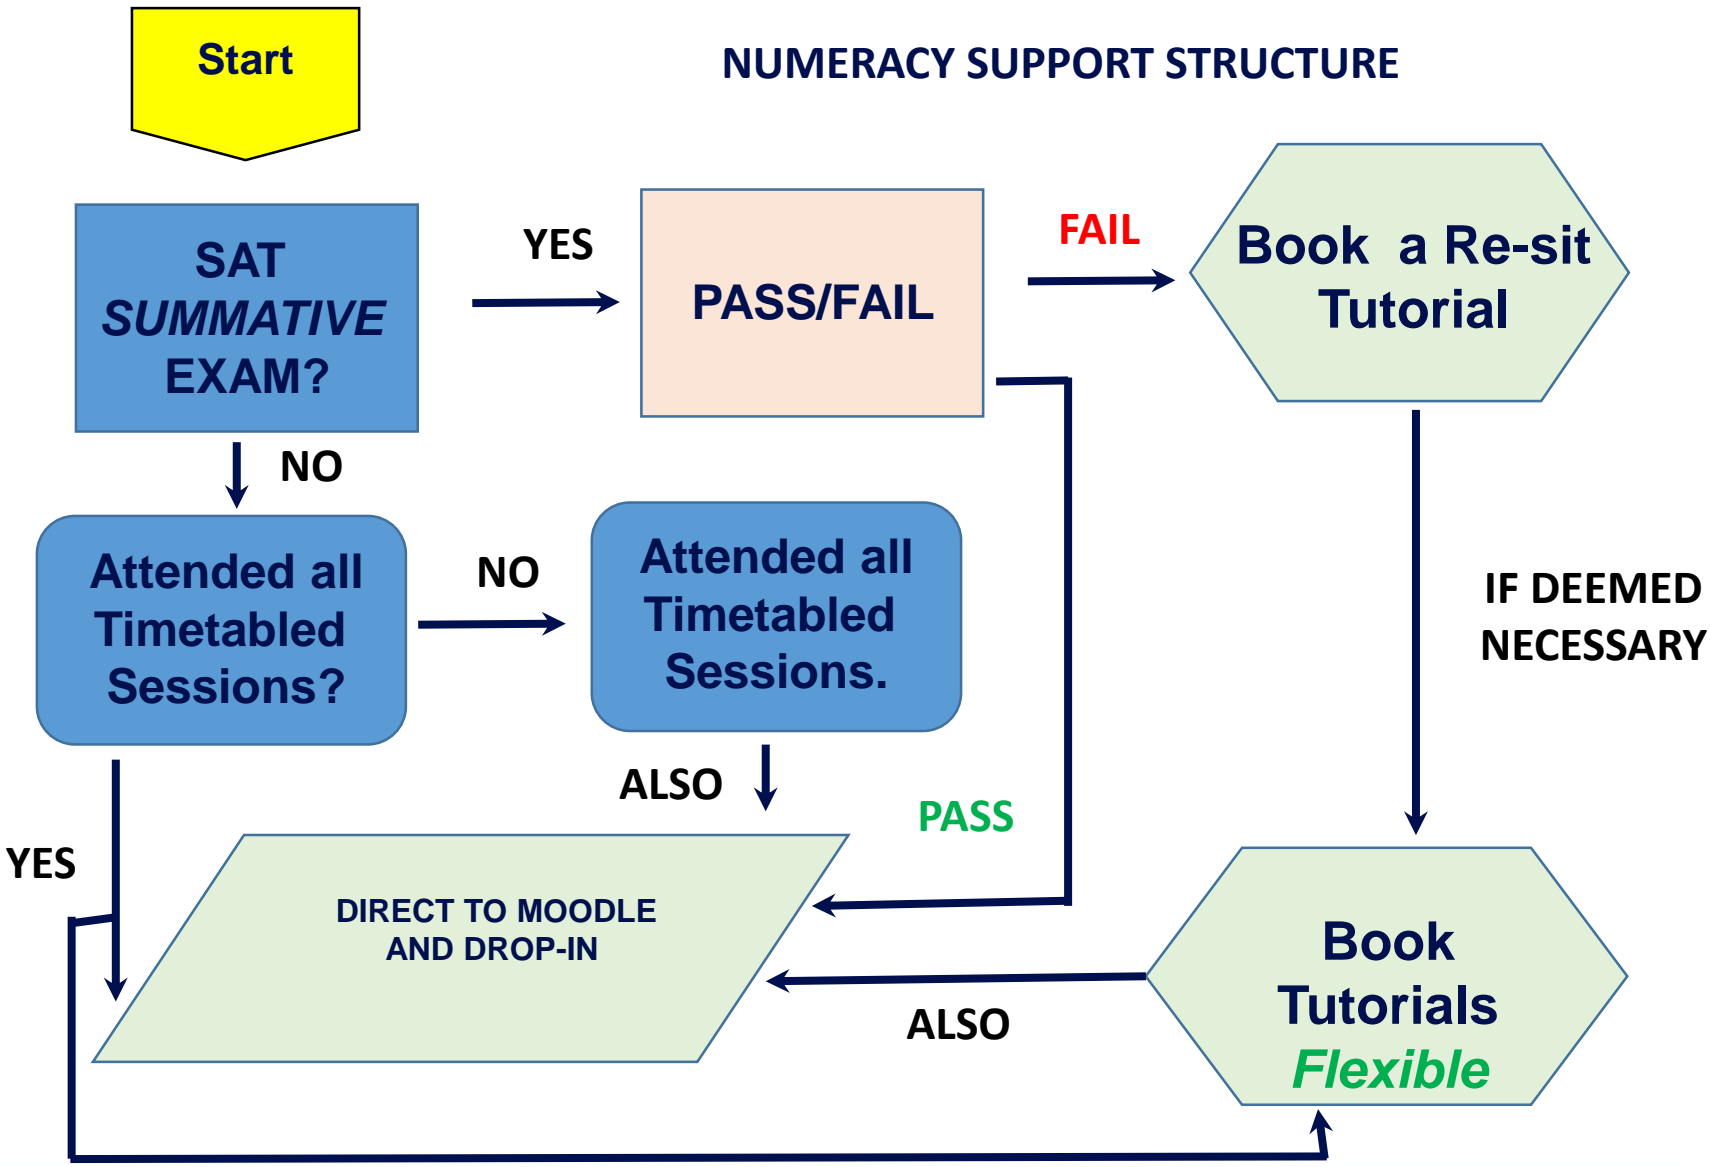 Start
NUMERACY SUPPORT STRUCTURE
SAT
SUMMATIVE
EXAM?
YES
PASS/FAIL
FAIL
Book a Re-sit
Tutorial
NO
Attended all
Timetabled
Sessions?
NO
Attended all
Timetabled
Sessions.
IF DEEMED
NECESSARY
ALSO
PASS
YES
DIRECT TO MOODLE
AND DROP-IN
ALSO
Book
Tutorials
Flexible